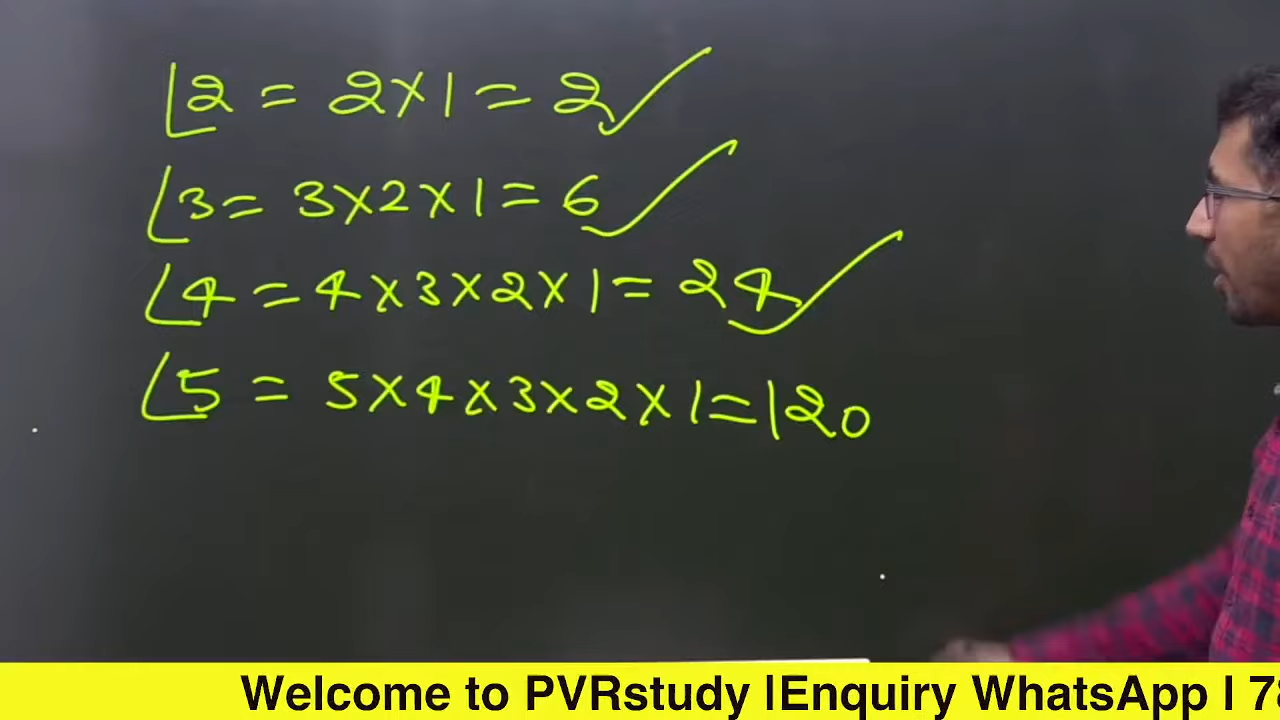 ⌊2 = 2×1 = 2 ✓
⌊3 = 3×2×1 = 6 ✓
⌊4 = 4×3×2×1 = 24 ✓
⌊5 = 5×4×3×2×1 = 120
Welcome to PVRstudy |Enquiry WhatsApp I 7